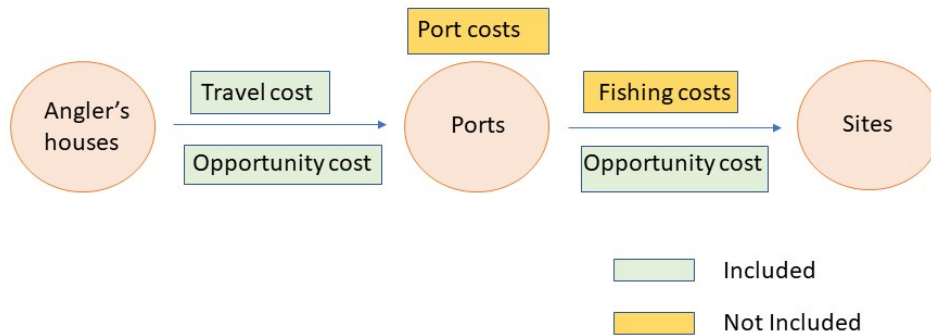 Port costs
Angler's
houses
Travel cost
Opportunity cost
Ports
Fishing costs
Opportunity cost
Sites
Included
Not Included